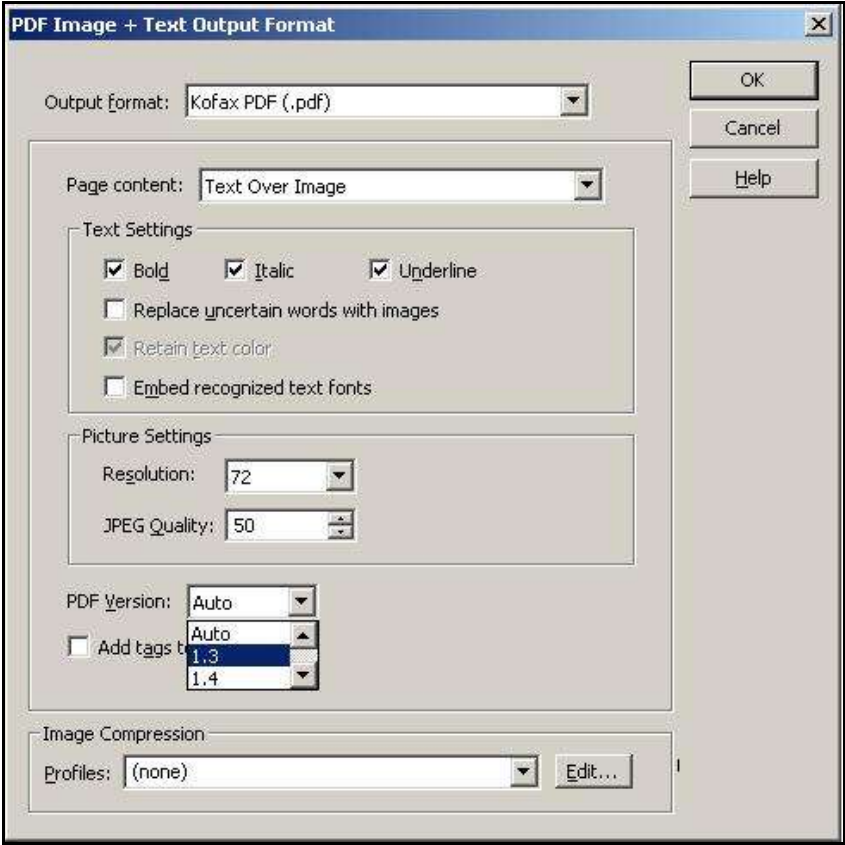 PDF Image + Text Output Format
OK
Output format: Kofax PDF (.pdf)
Cancel
Help
Page content: Text Over Image
Text Settings
Bold Italic Underline
Replace uncertain words with images
Retain text color
Embed recognized text fonts
Picture Settings
Resolution: 72
JPEG Quality: 50
PDF Version: Auto
Auto
Add tags t
1.3
1.4
Image Compression
Profiles: (none) Edit...